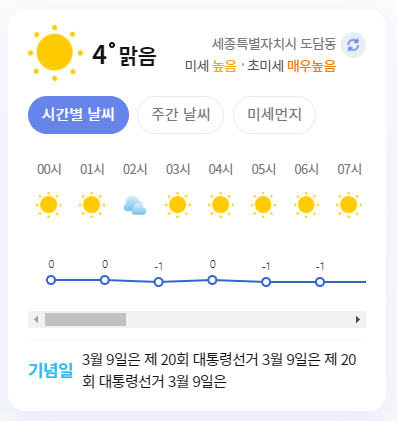 4˚ 맑음
세종특별자치시 도담동
미세 높음 · 초미세 매우높음
시간별 날씨 주간 날씨 미세먼지
00시 01시 02시 03시 04시 05시 06시 07시
0 0 -1 0 -1 -1
기념일
3월 9일은 제 20회 대통령선거 3월 9일은 제 20
회 대통령선거 3월 9일은